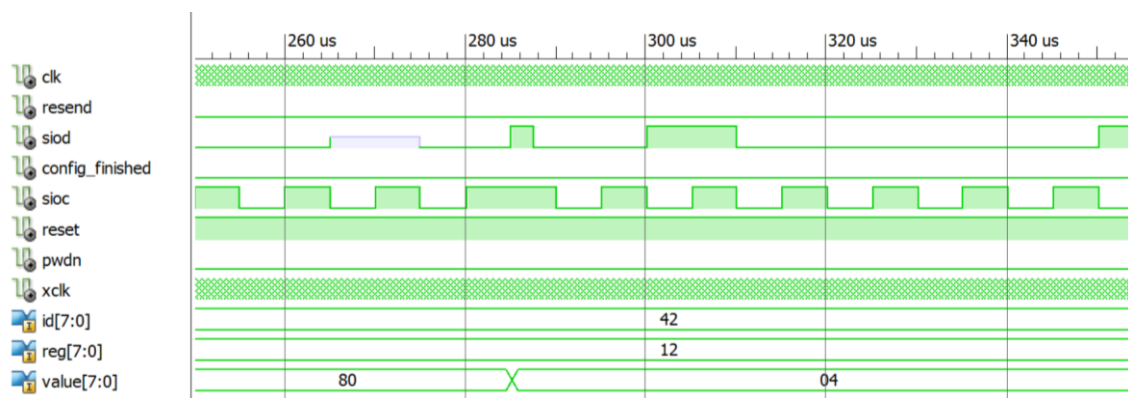 260 us 280 us 300 us 320 us 340 us
clk
resend
siod
config_finished
sioc
reset
pwdn
xclk
id[7:0] 42
reg[7:0] 12
value[7:0] 80 04